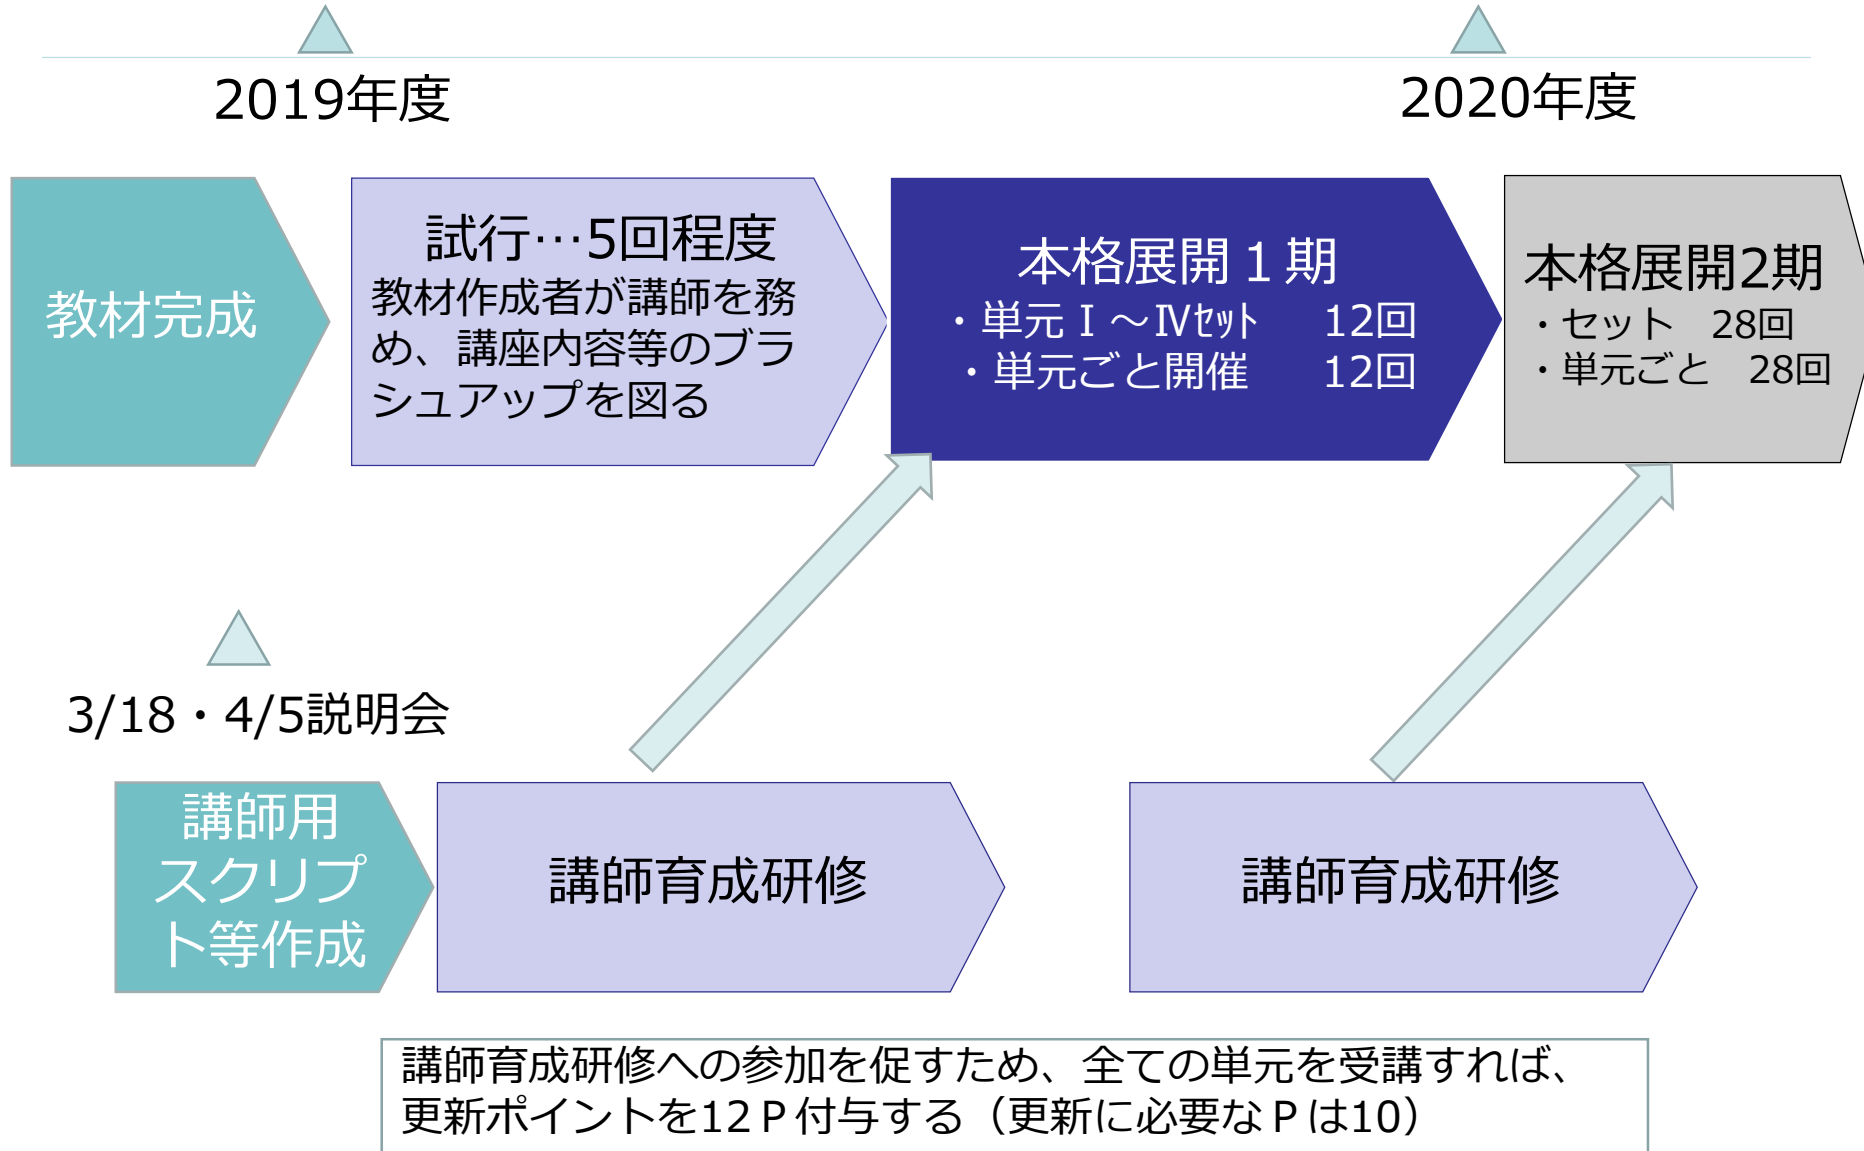 2019年度
2020年度
教材完成
試行…5回程度
教材作成者が講師を務
め、講座内容等のブラ
シュアップを図る
本格展開１期
・単元Ⅰ～Ⅳｾｯﾄ　12回
・単元ごと開催　12回
本格展開2期
・セット　28回
・単元ごと　28回
3/18・4/5説明会
講師用
スクリプ
ト等作成
講師育成研修
講師育成研修
講師育成研修への参加を促すため、全ての単元を受講すれば、
更新ポイントを12Ｐ付与する（更新に必要なＰは10）